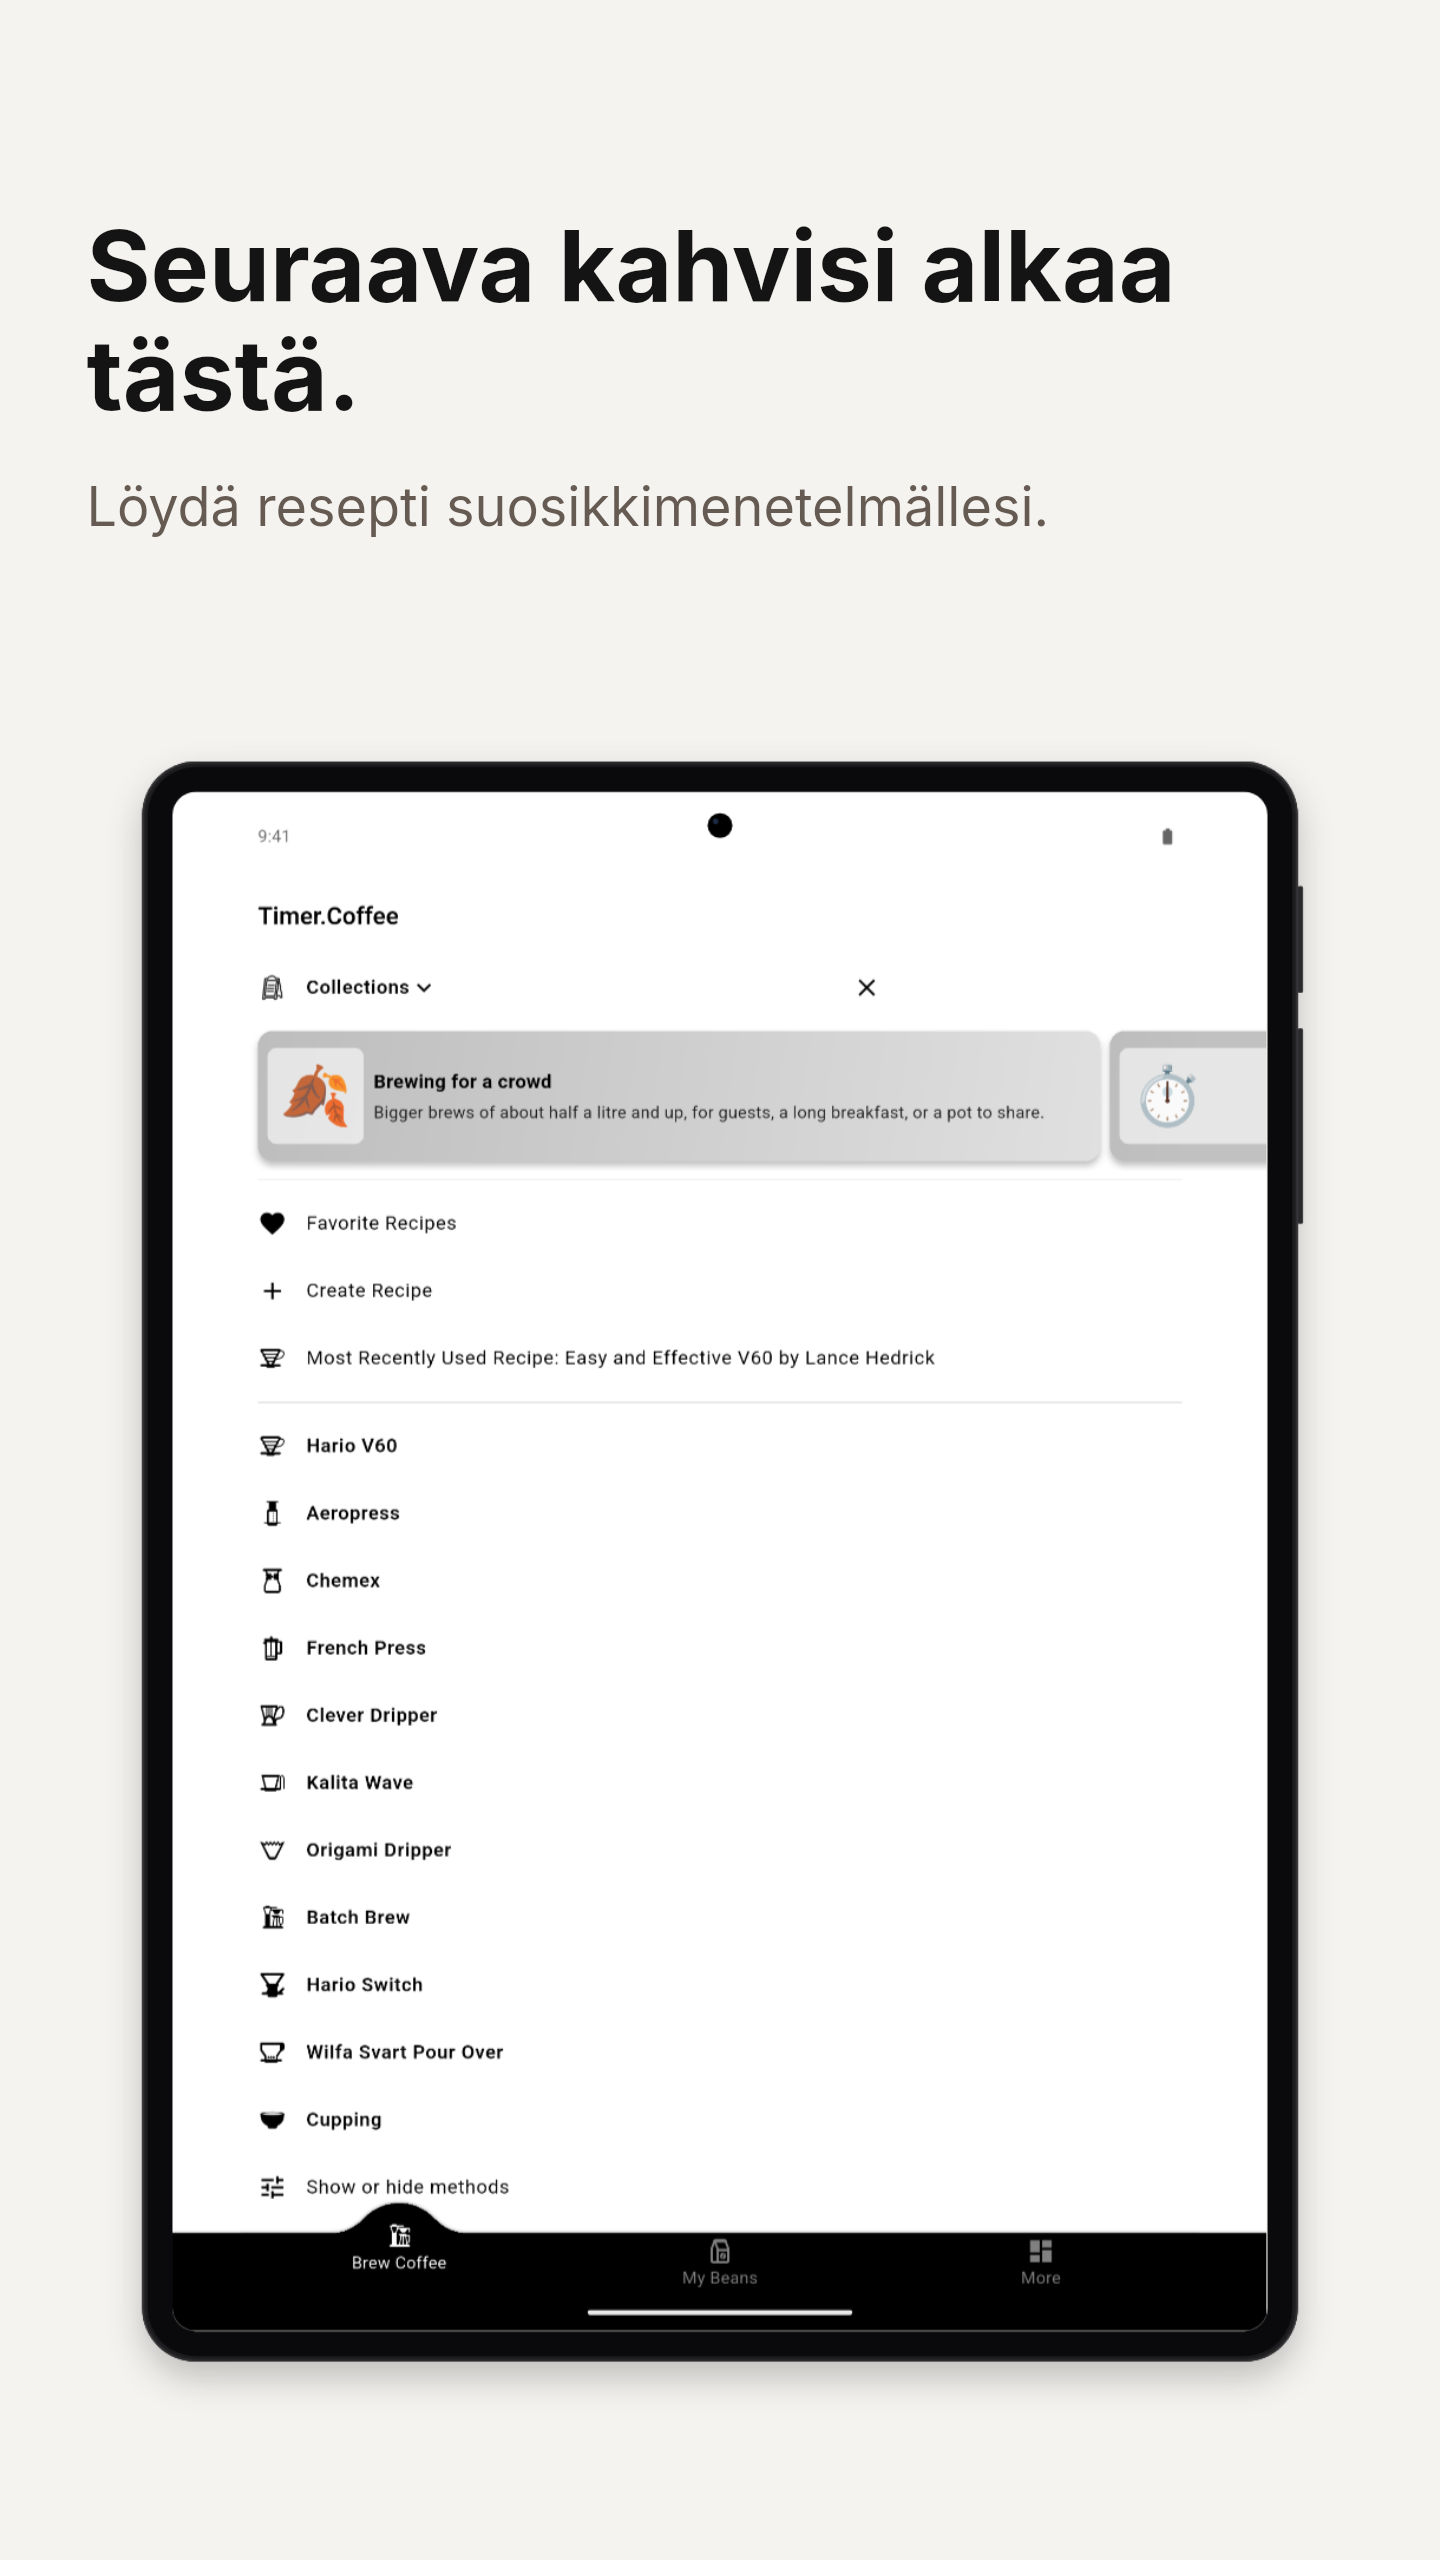 Seuraava kahvisi alkaa
tästä.
Löydä resepti suosikkimenetelmällesi.
9:41
Timer.Coffee
Collections
Brewing for a crowd
Bigger brews of about half a litre and up, for guests, a long breakfast, or a pot to share.
Favorite Recipes
Create Recipe
Most Recently Used Recipe: Easy and Effective V60 by Lance Hedrick
Hario V60
Aeropress
Chemex
French Press
Clever Dripper
Kalita Wave
Origami Dripper
Batch Brew
Hario Switch
Wilfa Svart Pour Over
Cupping
Show or hide methods
Brew Coffee
My Beans
More